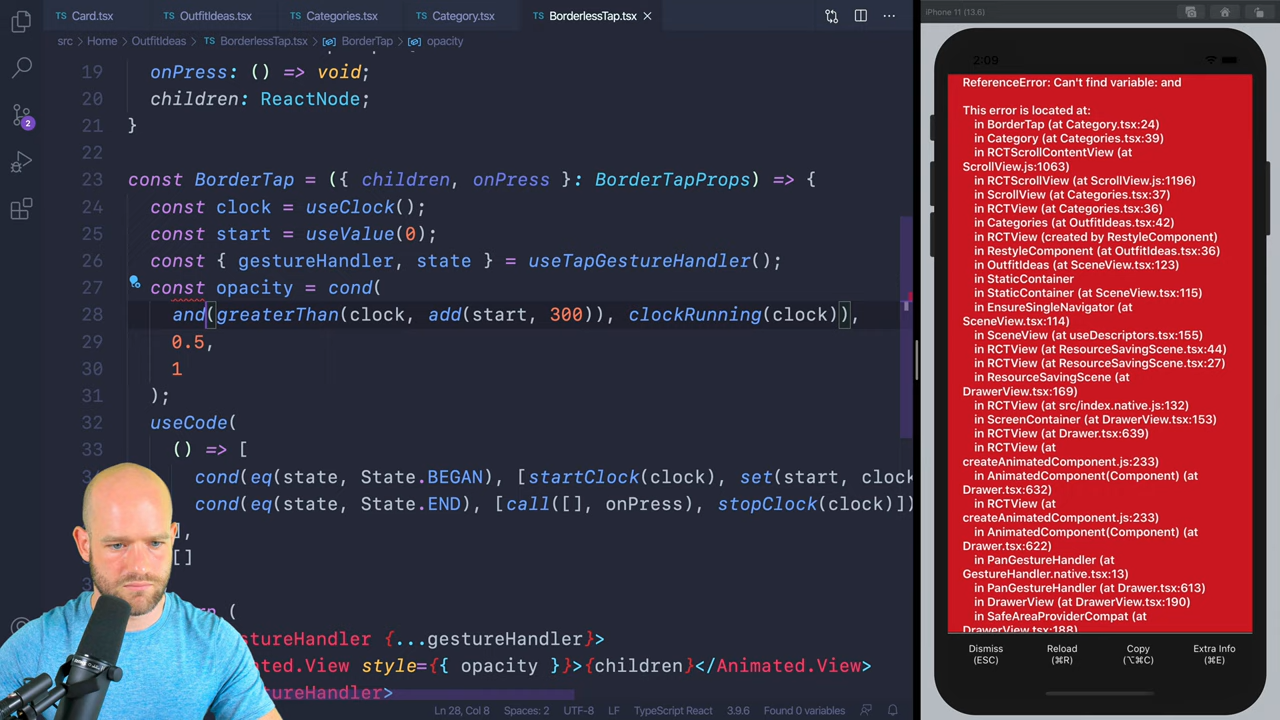 Card.tsx
OutfitIdeas.tsx
Categories.tsx
Category.tsx
BorderlessTap.tsx
src > Home > OutfitIdeas > BorderlessTap.tsx > BorderTap > opacity
19 onPress: () => void;
20 children: ReactNode;
21 }
22
23 const BorderTap = ({ children, onPress }: BorderTapProps) => {
24 const clock = useClock();
25 const start = useValue(0);
26 const { gestureHandler, state } = useTapGestureHandler();
27 const opacity = cond(
28 and(greaterThan(clock, add(start, 300)), clockRunning(clock)),
29 0.5,
30 1
31 );
32 useCode(
33 () => [
cond(eq(state, State.BEGAN), [startClock(clock), set(start, clock
cond(eq(state, State.END), [call([], onPress), stopClock(clock)])
],
[]
(
{...gestureHandler}>
style={{ opacity }}>{children}</Animated.View>
Ln 28, Col 8
Spaces: 2
UTF-8
LF
TypeScript React
3.9.6
Found 0 variables
iPhone 11 (13.6)
2:09
ReferenceError: Can't find variable: and
This error is located at:
in BorderTap (at Category.tsx:24)
in Category (at Categories.tsx:39)
in RCTScrollContentView (at
ScrollView.js:1063)
in RCTScrollView (at ScrollView.js:1196)
in ScrollView (at Categories.tsx:37)
in RCTView (at Categories.tsx:36)
in Categories (at OutfitIdeas.tsx:42)
in RCTView (created by RestyleComponent)
in RestyleComponent (at OutfitIdeas.tsx:36)
in OutfitIdeas (at SceneView.tsx:123)
in StaticContainer
in StaticContainer (at SceneView.tsx:115)
in EnsureSingleNavigator (at
SceneView.tsx:114)
in SceneView (at useDescriptors.tsx:155)
in RCTView (at ResourceSavingScene.tsx:44)
in RCTView (at ResourceSavingScene.tsx:27)
in ResourceSavingScene (at
DrawerView.tsx:169)
in RCTView (at src/index.native.js:132)
in ScreenContainer (at DrawerView.tsx:153)
in RCTView (at Drawer.tsx:639)
in RCTView (at
createAnimatedComponent.js:233)
in AnimatedComponent(Component) (at
Drawer.tsx:632)
in RCTView (at
createAnimatedComponent.js:233)
in AnimatedComponent(Component) (at
Drawer.tsx:622)
in PanGestureHandler (at
GestureHandler.native.tsx:13)
in PanGestureHandler (at Drawer.tsx:613)
in DrawerView (at DrawerView.tsx:190)
in SafeAreaProviderCompat (at
DrawerView.tsx:188)
Dismiss
(ESC)
Reload
(⌘R)
Copy
(⌥⌘C)
Extra Info
(⌘E)